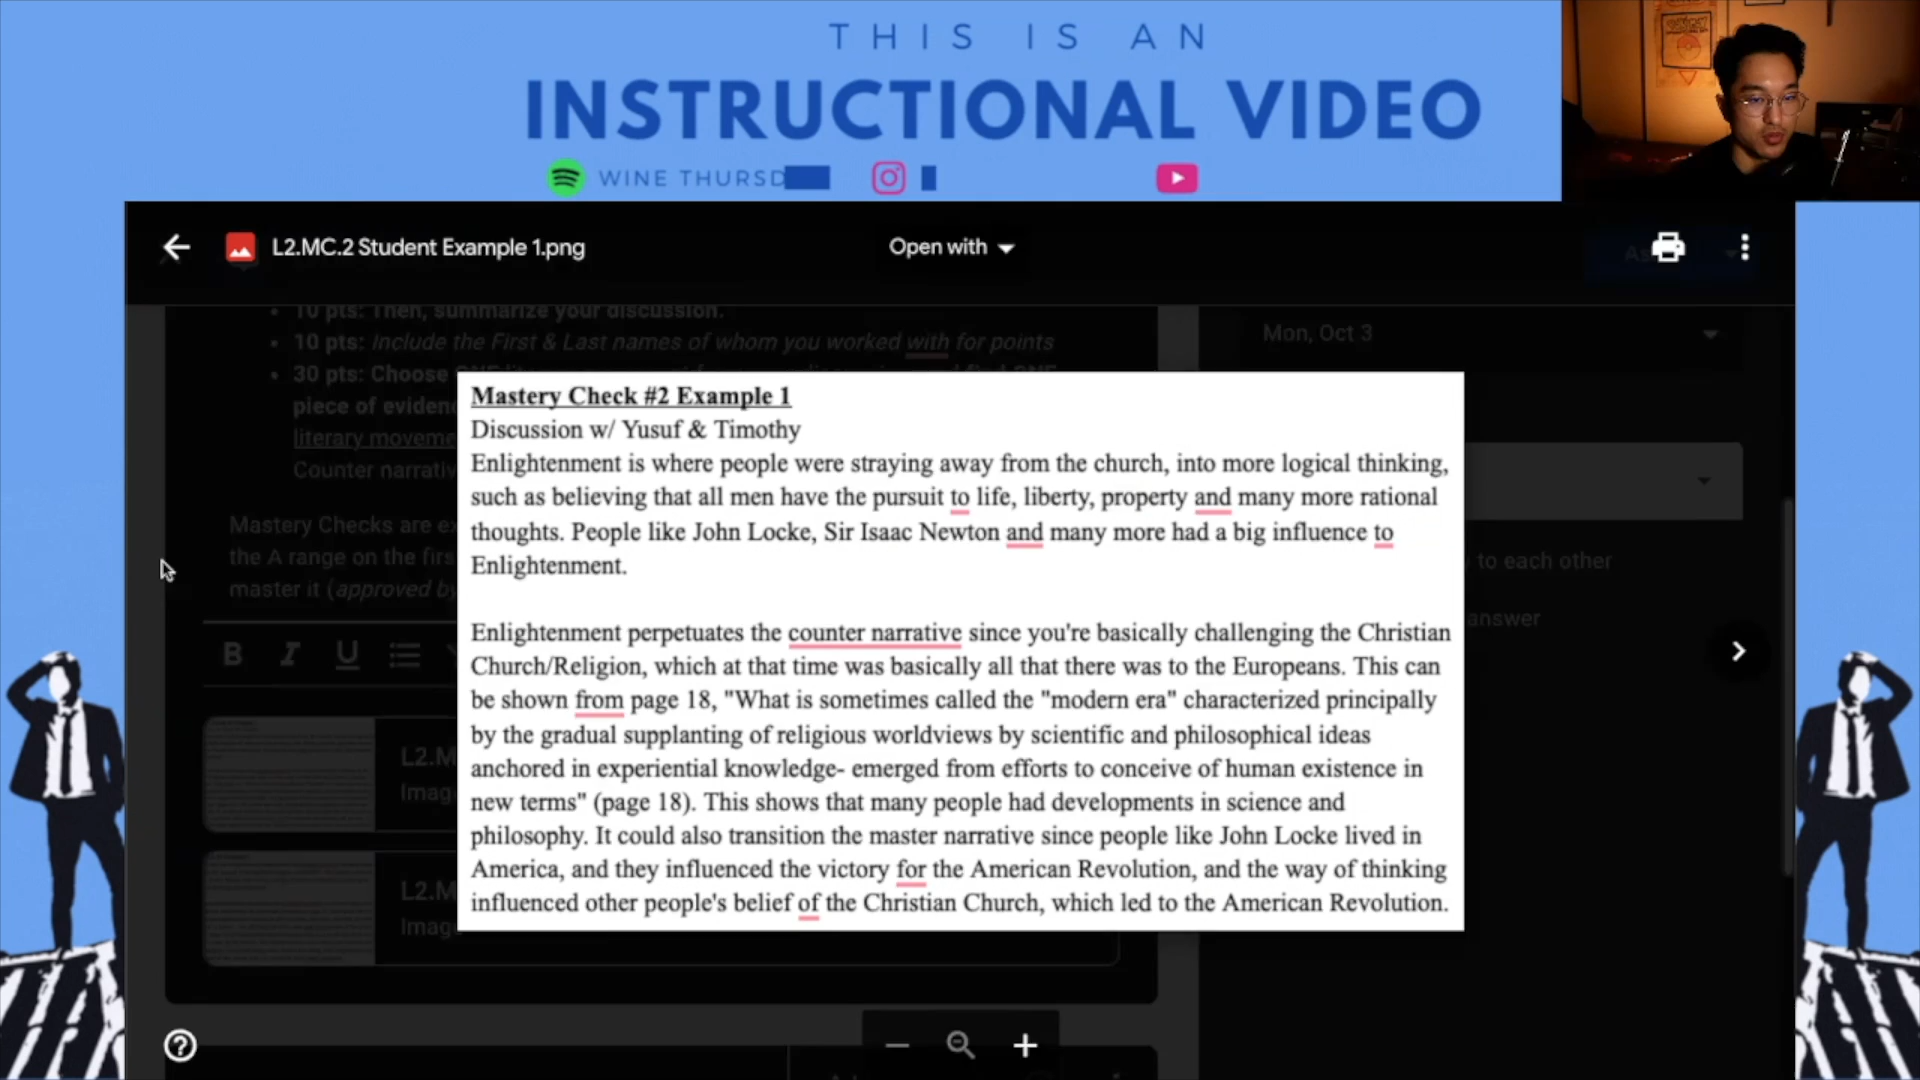 THIS IS AN
INSTRUCTIONAL VIDEO
WINE THURSD
L2.MC.2 Student Example 1.png
Open with
10 pts: Then, summarize your discussion.
10 pts: Include the First & Last names of whom you worked with for points
30 pts: Choose
piece of eviden
literary moveme
Counter narrativ
Mon, Oct 3
Mastery Checks are ex
the A range on the firs
master it (approved by
to each other
answer
B I U
Mastery Check #2 Example 1
Discussion w/ Yusuf & Timothy
Enlightenment is where people were straying away from the church, into more logical thinking,
such as believing that all men have the pursuit to life, liberty, property and many more rational
thoughts. People like John Locke, Sir Isaac Newton and many more had a big influence to
Enlightenment.
Enlightenment perpetuates the counter narrative since you're basically challenging the Christian
Church/Religion, which at that time was basically all that there was to the Europeans. This can
be shown from page 18, "What is sometimes called the "modern era" characterized principally
by the gradual supplanting of religious worldviews by scientific and philosophical ideas
anchored in experiential knowledge- emerged from efforts to conceive of human existence in
new terms" (page 18). This shows that many people had developments in science and
philosophy. It could also transition the master narrative since people like John Locke lived in
America, and they influenced the victory for the American Revolution, and the way of thinking
influenced other people's belief of the Christian Church, which led to the American Revolution.
L2.M
Imag
L2.M
Imag